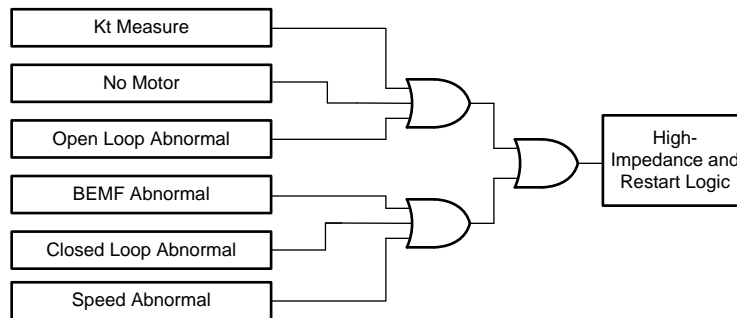 Kt Measure
No Motor
Open Loop Abnormal
BEMF Abnormal
Closed Loop Abnormal
Speed Abnormal
High-
Impedance and
Restart Logic